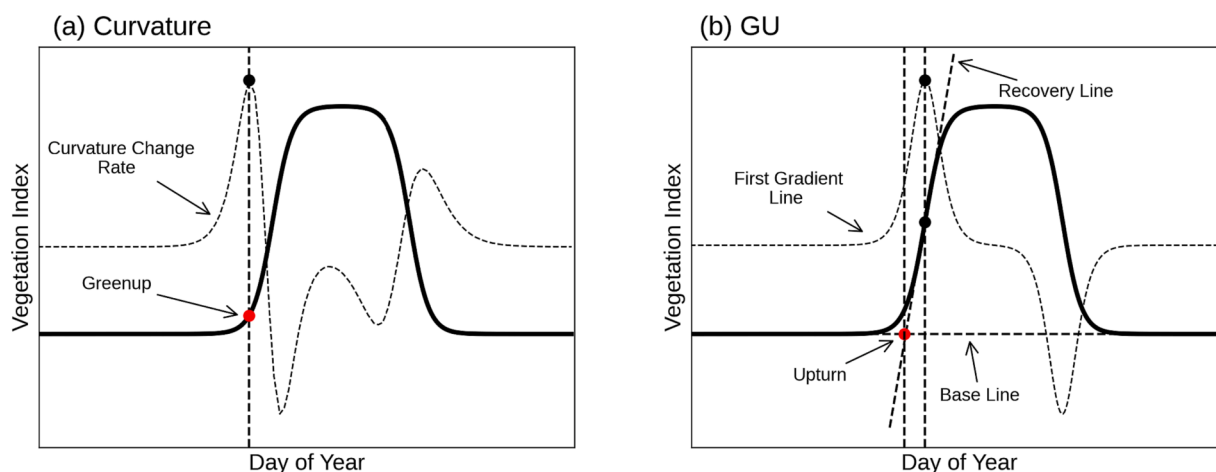 (a) Curvature
Vegetation Index
Curvature Change
Rate
Greenup
Day of Year
(b) GU
Vegetation Index
Recovery Line
First Gradient
Line
Upturn
Base Line
Day of Year